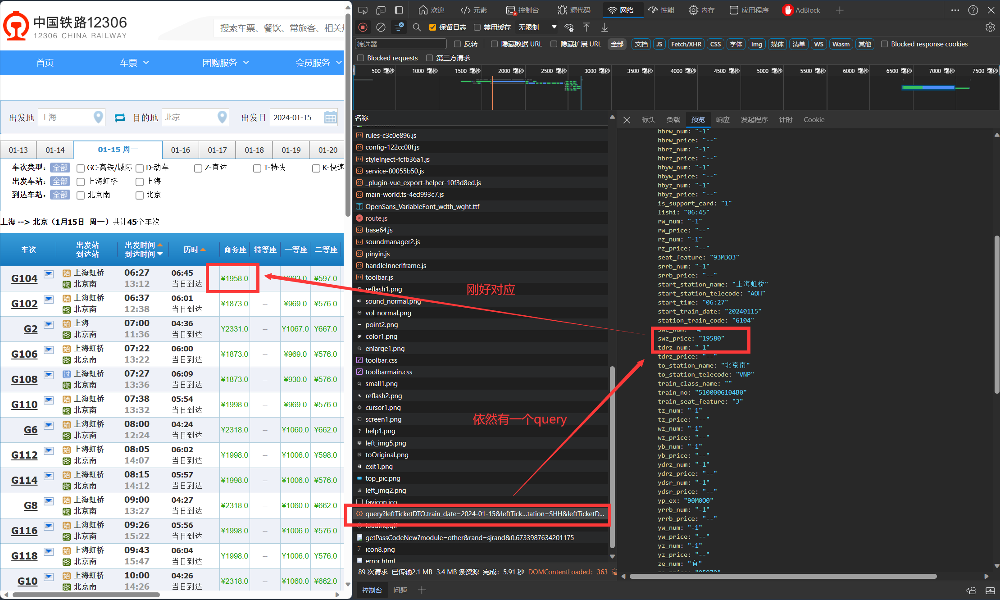 中国铁路12306
12306 CHINA RAILWAY
搜索车票、餐饮、常旅客、相关规
首页
车票
团购服务
会员服务
出发地
上海
目的地
北京
出发日
2024-01-15
01-13
01-14
01-15 周一
01-16
01-17
01-18
01-19
01-20
车次类型: 全部 GC-高铁/城际 D-动车 Z-直达 T-特快 K-快速
出发车站: 全部 上海虹桥 上海
到达车站: 全部 北京南 北京
上海 --> 北京（1月15日 周一）共计45个车次
车次
出发站
到达站
出发时间
到达时间
历时
商务座
特等座
一等座
二等座
G104 始 上海虹桥 06:27 06:45 ¥1958.0 -- ¥993.0 ¥597.0
终 北京南 13:12 当日到达
G102 始 上海虹桥 06:37 06:01 ¥1873.0 -- ¥969.0 ¥576.0
终 北京南 12:38 当日到达
G2 始 上海 07:00 04:36 ¥2331.0 -- ¥1067.0 ¥667.0
终 北京南 11:36 当日到达
G106 始 上海虹桥 07:22 06:00 ¥1873.0 -- ¥969.0 ¥576.0
终 北京南 13:22 当日到达
G108 过 上海虹桥 07:27 06:09 ¥1873.0 -- ¥930.0 ¥576.0
终 北京南 13:36 当日到达
G110 始 上海虹桥 07:38 05:54 ¥1998.0 -- ¥969.0 ¥576.0
终 北京南 13:32 当日到达
G6 始 上海虹桥 08:00 04:24 ¥2318.0 -- ¥1060.0 ¥662.0
终 北京南 12:24 当日到达
G112 始 上海虹桥 08:05 06:02 ¥1998.0 -- ¥1006.0 ¥598.0
终 北京南 14:07 当日到达
G114 始 上海虹桥 08:15 05:57 ¥1998.0 -- ¥1006.0 ¥576.0
终 北京南 14:12 当日到达
G8 始 上海虹桥 09:00 04:27 ¥2318.0 -- ¥1060.0 ¥662.0
终 北京南 13:27 当日到达
G116 始 上海虹桥 09:26 05:56 ¥1998.0 -- ¥1006.0 ¥576.0
终 北京南 15:22 当日到达
G118 始 上海虹桥 09:43 06:04 ¥1998.0 -- ¥1006.0 ¥576.0
终 北京南 15:47 当日到达
G10 始 上海虹桥 10:00 04:26 ¥2318.0 -- ¥1060.0 ¥662.0
终 北京南 14:26 当日到达
欢迎 元素 控制台 源代码 网络 性能 内存 应用程序 AdBlock
保留日志 禁用缓存 无限制
筛选器 反转 隐藏数据 URL 隐藏扩展 URL 全部 文档 JS Fetch/XHR CSS 字体 Img 媒体 清单 WS Wasm 其他 Blocked response cookies
Blocked requests 第三方请求
500 毫秒 1000 毫秒 1500 毫秒 2000 毫秒 2500 毫秒 3000 毫秒 3500 毫秒 4000 毫秒 4500 毫秒 5000 毫秒 5500 毫秒 6000 毫秒 6500 毫秒 7000 毫秒 7500 毫秒
名称
rules-c3c0e896.js
config-122cc08f.js
styleInject-fcfb36a1.js
service-80055b50.js
_plugin-vue_export-helper-10f3d8ed.js
main-world.ts-4ed993c7.js
OpenSans_VariableFont_wdth_wght.ttf
route.js
base64.js
soundmanager2.js
pinyin.js
handleInnerIframe.js
toolbar.js
reflash1.png
sound_normal.png
vol_normal.png
point2.png
color1.png
enlarge1.png
toolbar.css
toolbarmain.css
small1.png
reflash2.png
cursor1.png
screen1.png
help1.png
left_img5.png
toOriginal.png
exit1.png
top_pic.png
left_img2.png
favicon.ico
query?leftTicketDTO.train_date=2024-01-15&leftTick...tation=SHH&leftTicketD...
loading.gif
getPassCodeNew?module=other&rand=sjrand&0.6733987634201175
icon8.png
error.html
刚好对应
依然有一个query
89 次请求 已传输2.1 MB 3.4 MB 条资源 完成: 5.91 秒 DOMContentLoaded: 363 毫
控制台 问题
标头 负载 预览 响应 发起程序 计时 Cookie
hbrw_num: "-1"
hbrw_price: "--"
hbrz_num: "-1"
hbrz_price: "--"
hbyw_num: "-1"
hbyw_price: "--"
hbyz_num: "-1"
hbyz_price: "--"
is_support_card: "1"
lishi: "06:45"
rw_num: "-1"
rw_price: "--"
rz_num: "-1"
rz_price: "--"
seat_feature: "93M3O3"
srrb_num: "-1"
srrb_price: "--"
start_station_name: "上海虹桥"
start_station_telecode: "AOH"
start_time: "06:27"
start_train_date: "20240115"
station_train_code: "G104"
swz_num: "有"
swz_price: "19580"
tdrz_num: "-1"
tdrz_price: "--"
to_station_name: "北京南"
to_station_telecode: "VNP"
train_class_name: ""
train_no: "5l0000G104B0"
train_seat_feature: "3"
tz_num: "-1"
tz_price: "--"
wz_num: "-1"
wz_price: "--"
yb_num: "-1"
yb_price: "--"
ydrz_num: "-1"
ydrz_price: "--"
ydsr_num: "-1"
ydsr_price: "--"
yp_ex: "90M0O0"
yrrb_num: "-1"
yrrb_price: "--"
yw_num: "-1"
yw_price: "--"
yz_num: "-1"
yz_price: "--"
ze_num: "有"